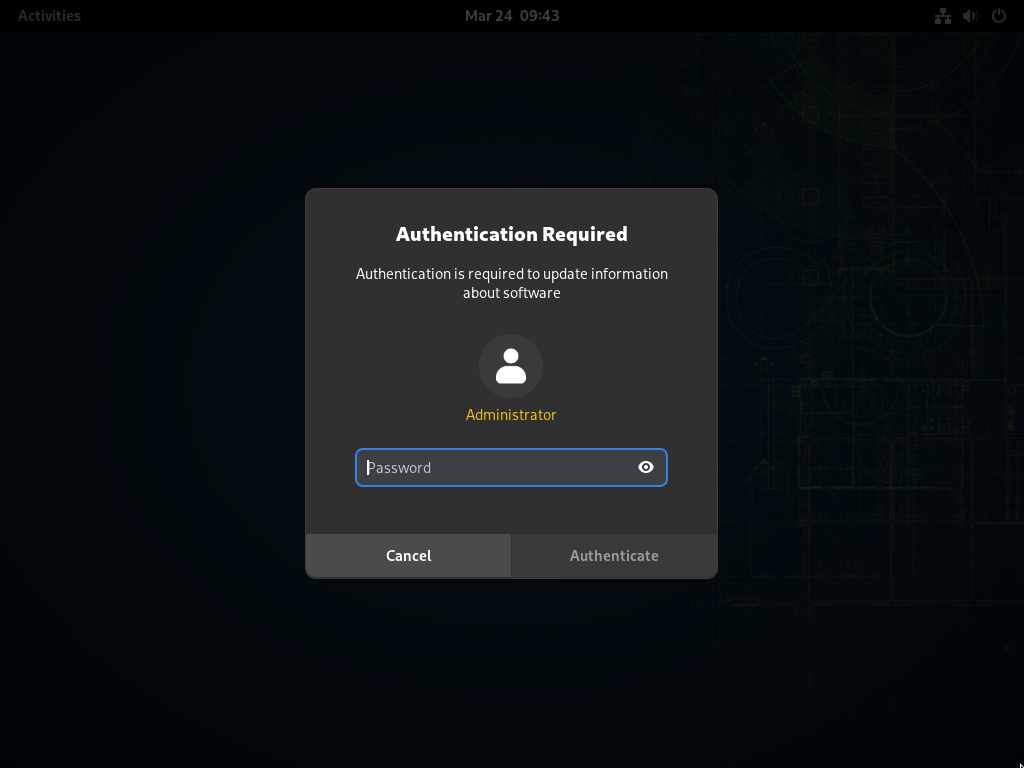 Activities
Mar 24 09:43
Authentication Required
Authentication is required to update information
about software
Administrator
Password
Cancel
Authenticate